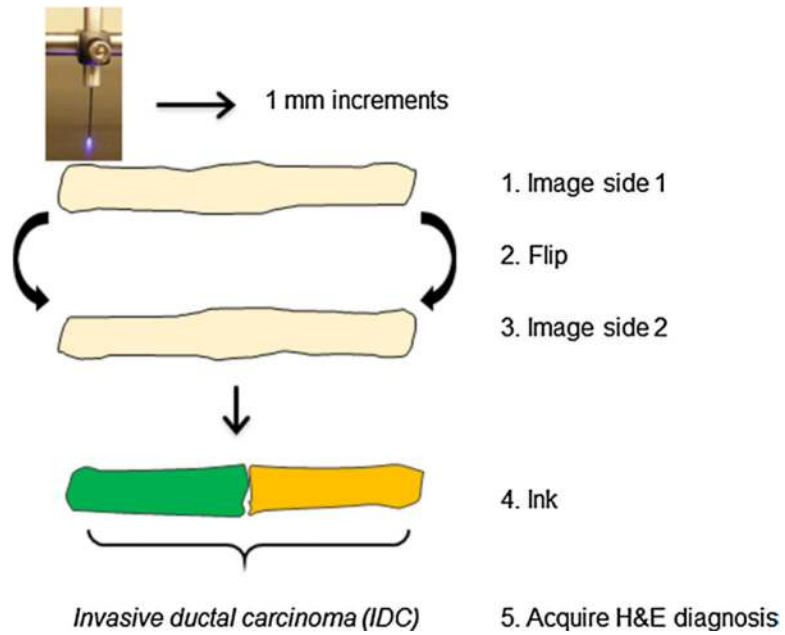 1 mm increments
1. Image side 1
2. Flip
3. Image side 2
4. Ink
Invasive ductal carcinoma (IDC)
5. Acquire H&E diagnosis